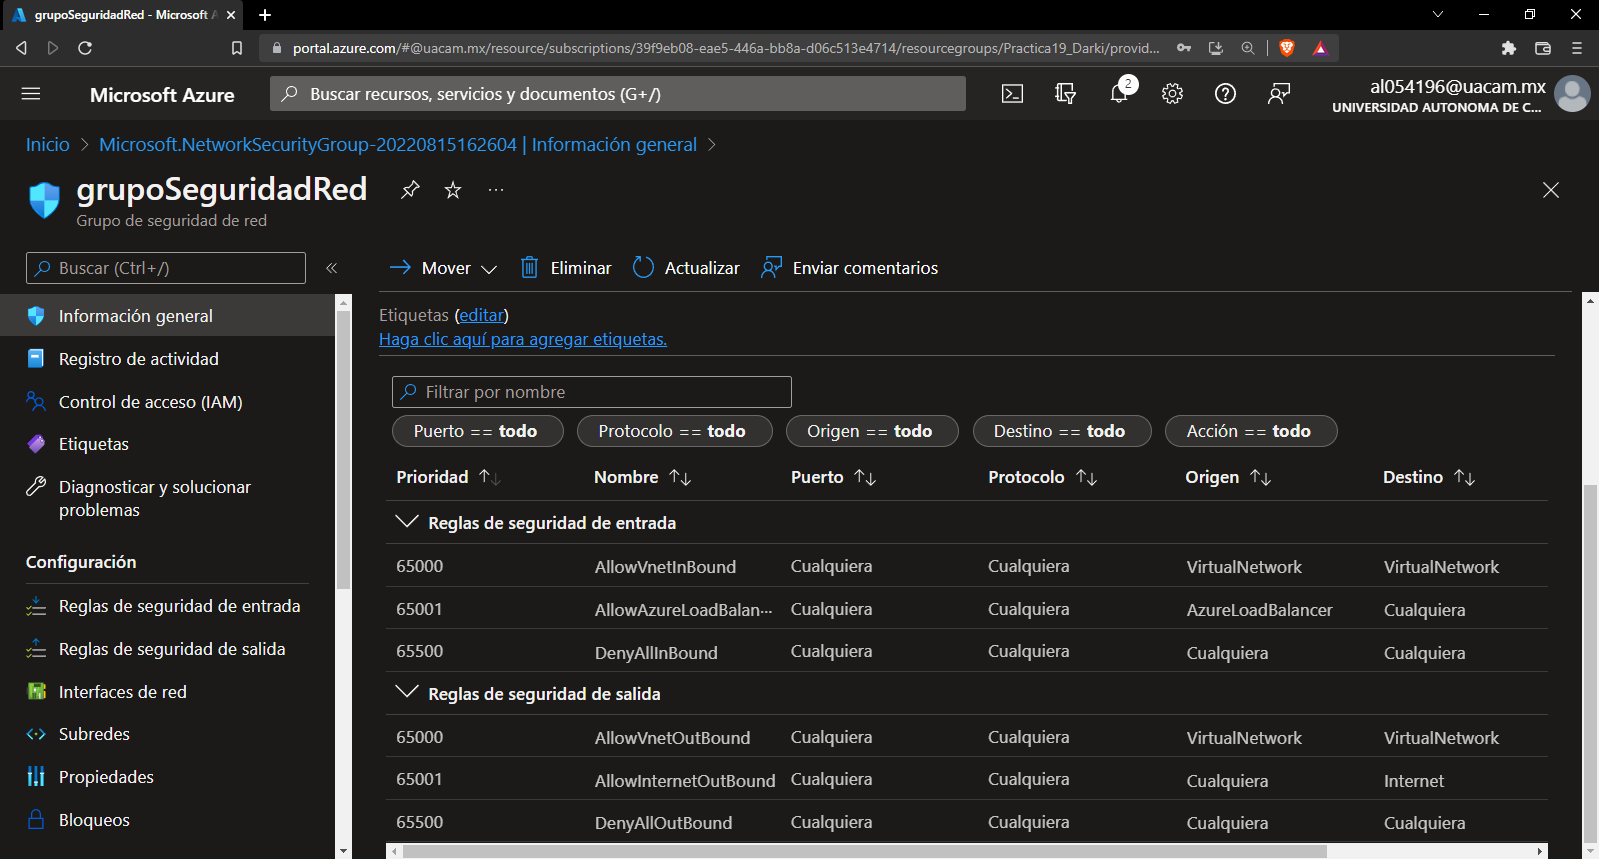 grupoSeguridadRed - Microsoft A
portal.azure.com/#@uacam.mx/resource/subscriptions/39f9eb08-eae5-446a-bb8a-d06c513e4714/resourcegroups/Practica19_Darki/provid...
Microsoft Azure
Buscar recursos, servicios y documentos (G+/)
2
al054196@uacam.mx
UNIVERSIDAD AUTONOMA DE C...
Inicio > Microsoft.NetworkSecurityGroup-20220815162604 | Información general >
grupoSeguridadRed
Grupo de seguridad de red
Buscar (Ctrl+/)
Información general
Registro de actividad
Control de acceso (IAM)
Etiquetas
Diagnosticar y solucionar
problemas
Configuración
Reglas de seguridad de entrada
Reglas de seguridad de salida
Interfaces de red
Subredes
Propiedades
Bloqueos
Mover Eliminar Actualizar Enviar comentarios
Etiquetas (editar)
Haga clic aquí para agregar etiquetas.
Filtrar por nombre
Puerto == todo Protocolo == todo Origen == todo Destino == todo Acción == todo
Prioridad Nombre Puerto Protocolo Origen Destino
Reglas de seguridad de entrada
65000 AllowVnetInBound Cualquiera Cualquiera VirtualNetwork VirtualNetwork
65001 AllowAzureLoadBalan... Cualquiera Cualquiera AzureLoadBalancer Cualquiera
65500 DenyAllInBound Cualquiera Cualquiera Cualquiera Cualquiera
Reglas de seguridad de salida
65000 AllowVnetOutBound Cualquiera Cualquiera VirtualNetwork VirtualNetwork
65001 AllowInternetOutBound Cualquiera Cualquiera Cualquiera Internet
65500 DenyAllOutBound Cualquiera Cualquiera Cualquiera Cualquiera